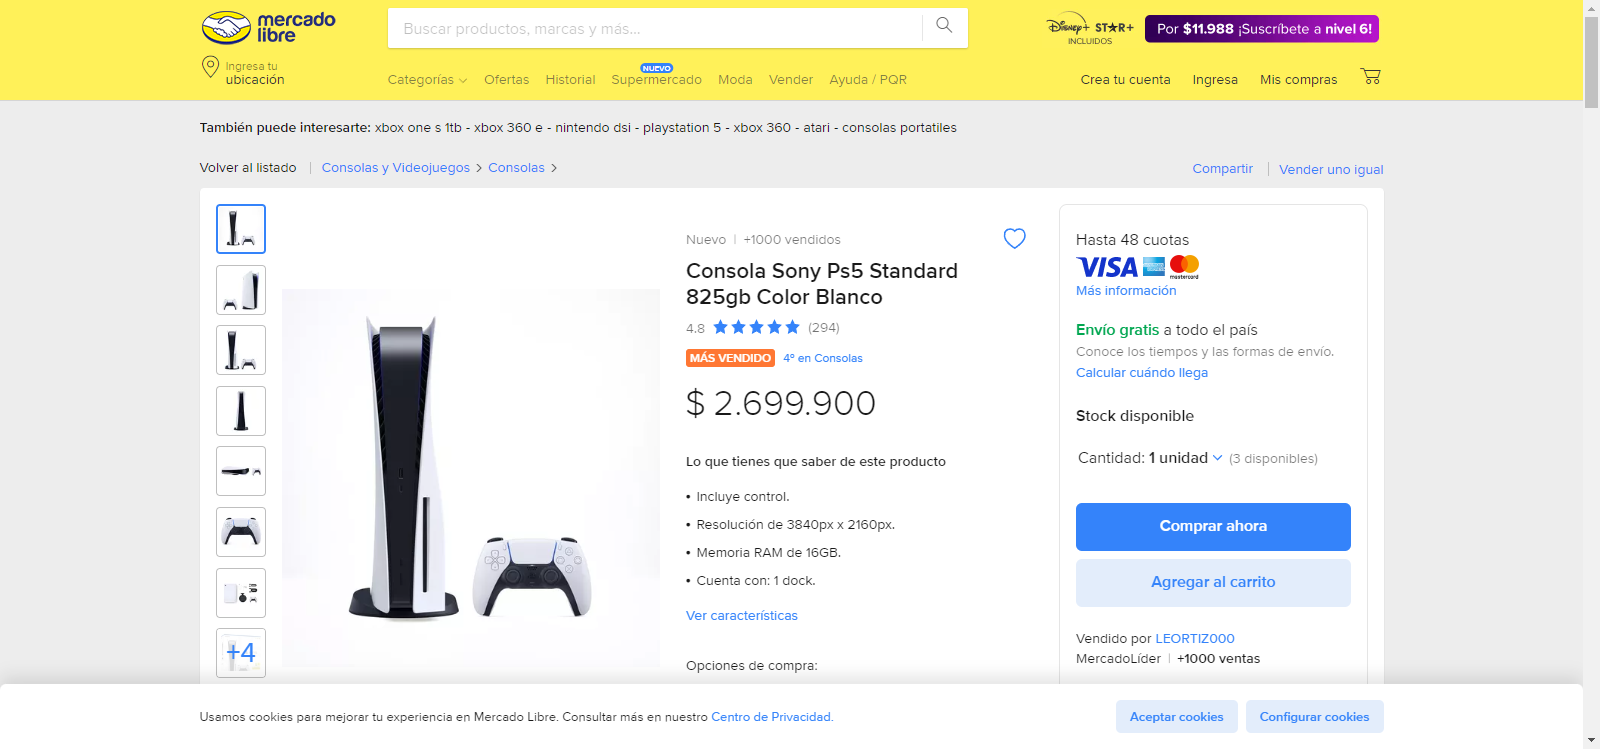 mercado
libre
Buscar productos, marcas y más...
Disney+ STAR+
INCLUIDOS
Por $11.988 ¡Suscríbete a nivel 6!
Ingresa tu
ubicación
NUEVO
Categorías Ofertas Historial Supermercado Moda Vender Ayuda / PQR
Crea tu cuenta Ingresa Mis compras
También puede interesarte: xbox one s 1tb - xbox 360 e - nintendo dsi - playstation 5 - xbox 360 - atari - consolas portatiles
Volver al listado | Consolas y Videojuegos > Consolas >
Compartir | Vender uno igual
+4
Nuevo | +1000 vendidos
Consola Sony Ps5 Standard
825gb Color Blanco
4.8 (294)
MÁS VENDIDO 4º en Consolas
$ 2.699.900
Lo que tienes que saber de este producto
• Incluye control.
• Resolución de 3840px x 2160px.
• Memoria RAM de 16GB.
• Cuenta con: 1 dock.
Ver características
Opciones de compra:
Hasta 48 cuotas
VISA mastercard
Más información
Envío gratis a todo el país
Conoce los tiempos y las formas de envío.
Calcular cuándo llega
Stock disponible
Cantidad: 1 unidad (3 disponibles)
Comprar ahora
Agregar al carrito
Vendido por LEORTIZ000
MercadoLíder | +1000 ventas
Usamos cookies para mejorar tu experiencia en Mercado Libre. Consultar más en nuestro Centro de Privacidad.
Aceptar cookies
Configurar cookies